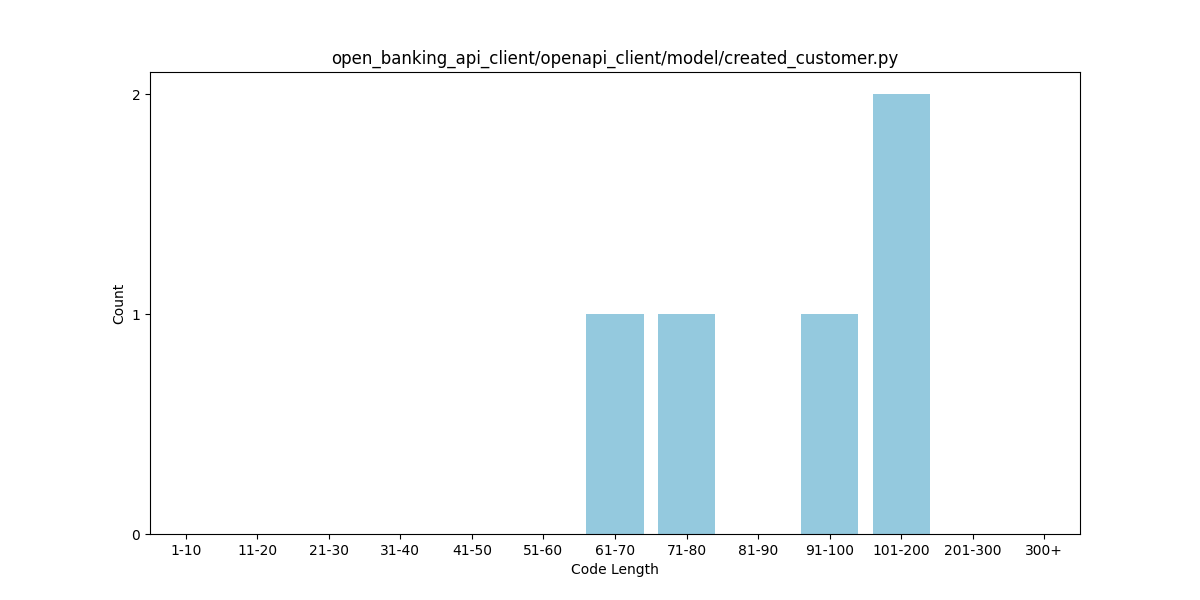 open_banking_api_client/openapi_client/model/created_customer.py
2
1
0
Count
1-10 11-20 21-30 31-40 41-50 51-60 61-70 71-80 81-90 91-100 101-200 201-300 300+
Code Length